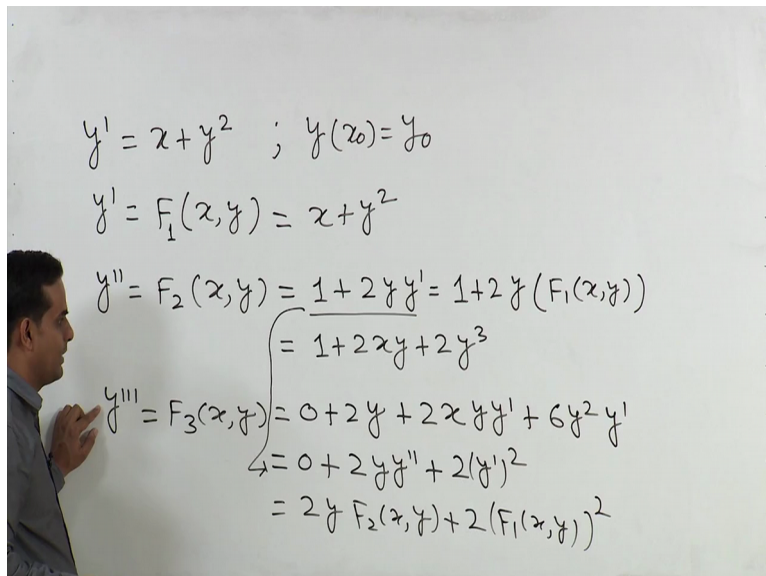 y' = x + y² ; y(x₀) = y₀
y' = F₁(x,y) = x + y²
y'' = F₂(x,y) = 1 + 2yy' = 1 + 2y(F₁(x,y))
= 1 + 2xy + 2y³
y''' = F₃(x,y) = 0 + 2y + 2xyy' + 6y²y'
= 0 + 2yy'' + 2(y')²
= 2y F₂(x,y) + 2(F₁(x,y))²